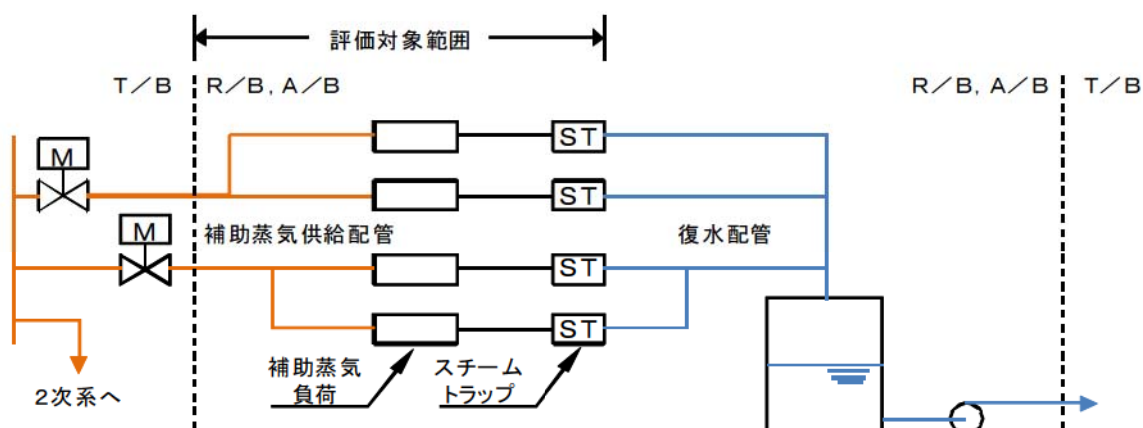 評価対象範囲
T／B
R／B，A／B
R／B，A／B
T／B
M
ST
ST
M
補助蒸気供給配管
復水配管
ST
ST
補助蒸気
負荷
スチーム
トラップ
2次系へ